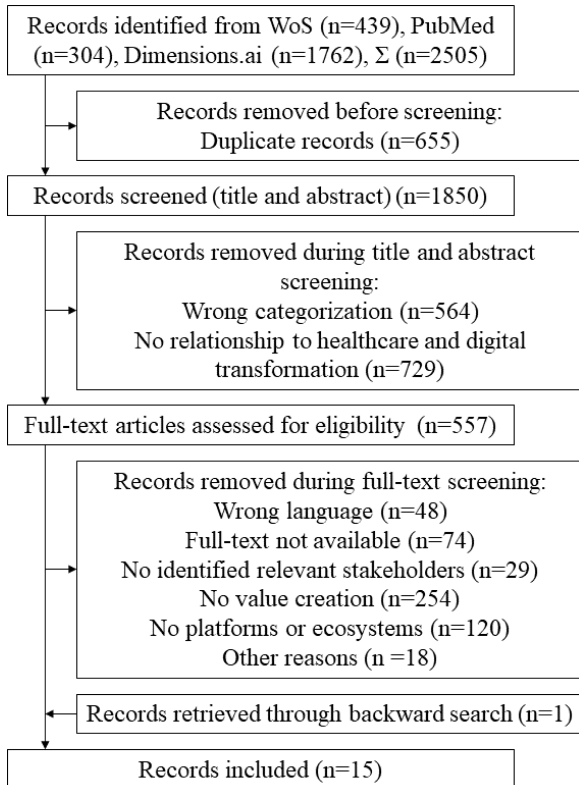 Records identified from WoS (n=439), PubMed
(n=304), Dimensions.ai (n=1762), Σ (n=2505)
Records removed before screening:
Duplicate records (n=655)
Records screened (title and abstract) (n=1850)
Records removed during title and abstract
screening:
Wrong categorization (n=564)
No relationship to healthcare and digital
transformation (n=729)
Full-text articles assessed for eligibility (n=557)
Records removed during full-text screening:
Wrong language (n=48)
Full-text not available (n=74)
No identified relevant stakeholders (n=29)
No value creation (n=254)
No platforms or ecosystems (n=120)
Other reasons (n =18)
Records retrieved through backward search (n=1)
Records included (n=15)